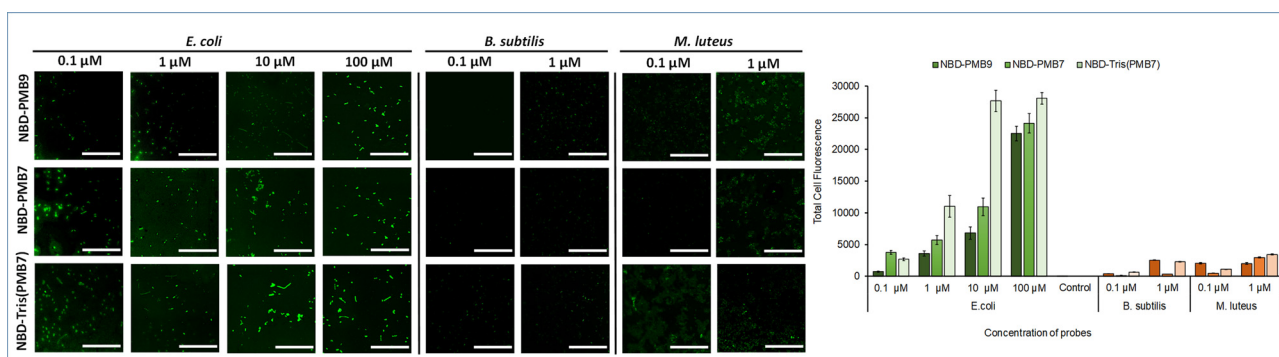 E. coli
B. subtilis
M. luteus
0.1 µM
1 µM
10 µM
100 µM
0.1 µM
1 µM
0.1 µM
1 µM
NBD-PMB9
NBD-PMB7
NBD-Tris(PMB7)
NBD-PMB9
NBD-PMB7
NBD-Tris(PMB7)
Total Cell Fluorescence
30000
25000
20000
15000
10000
5000
0
0.1 µM
1 µM
10 µM
100 µM
Control
0.1 µM
1 µM
0.1 µM
1 µM
E.coli
B. subtilis
M. luteus
Concentration of probes